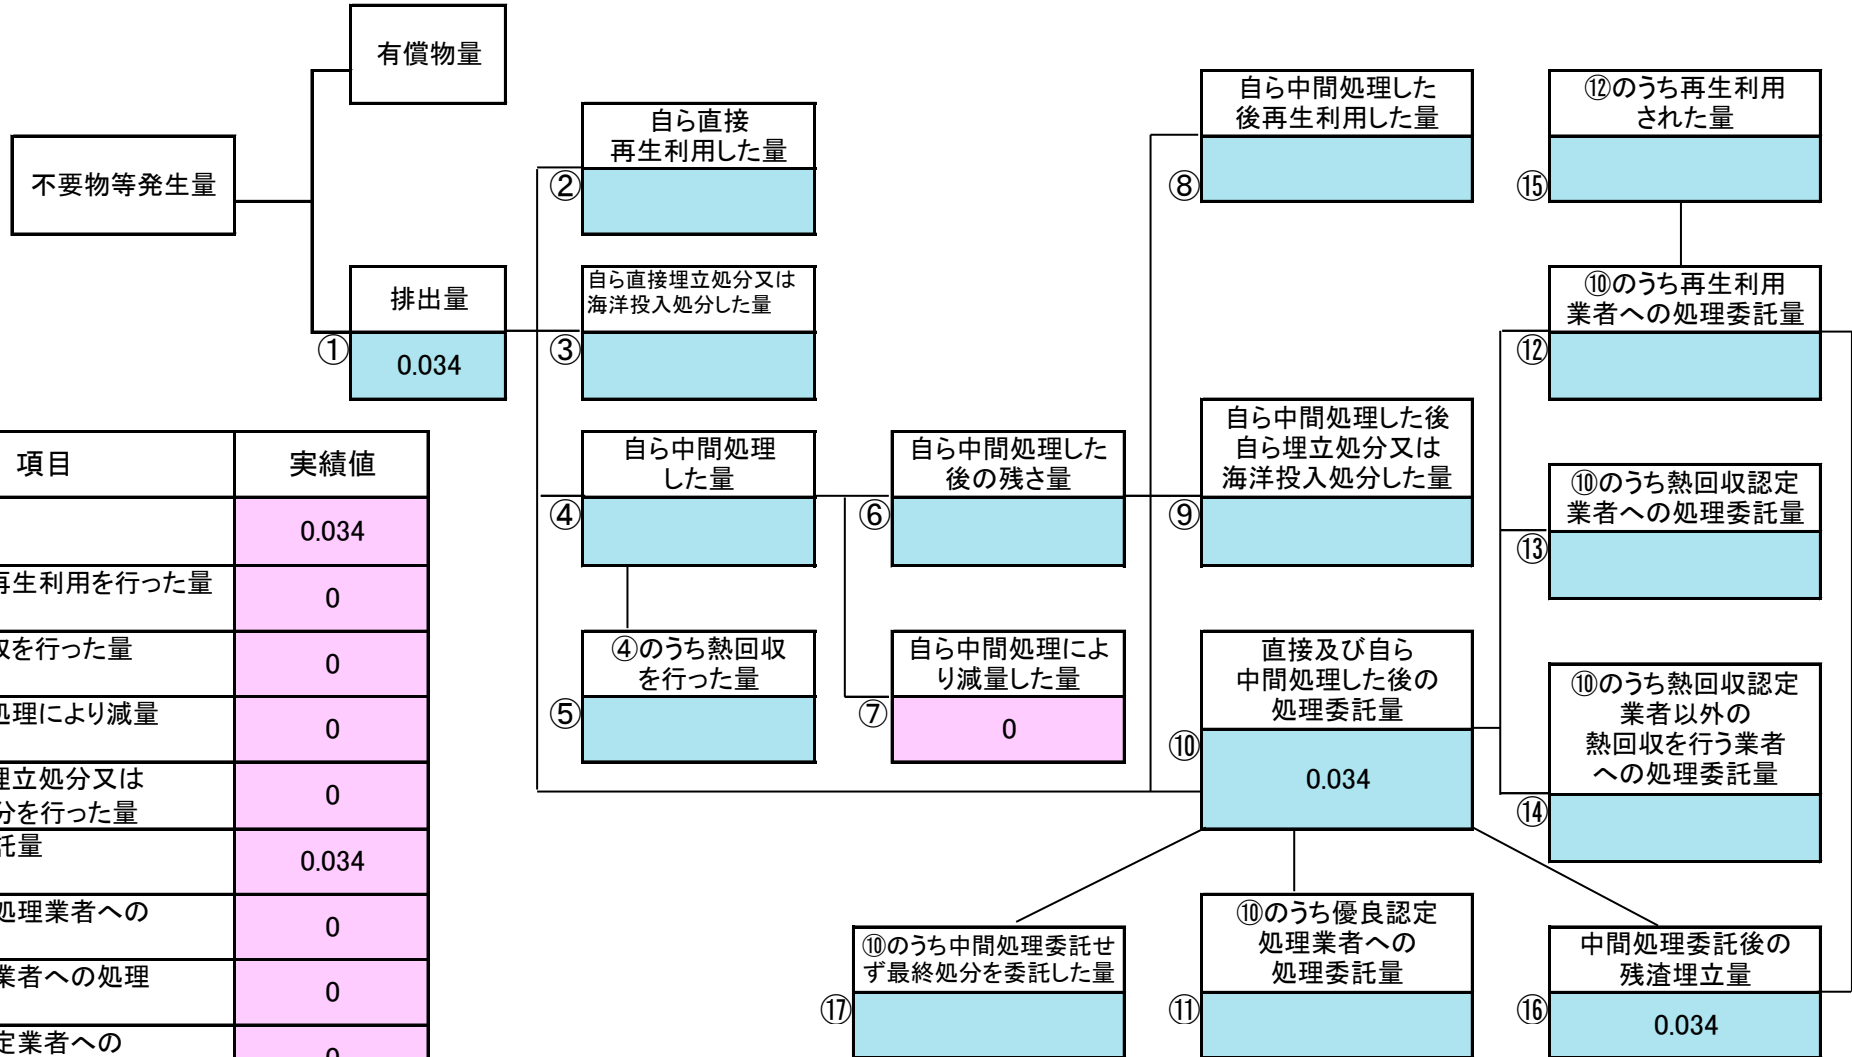 有償物量
不要物等発生量
排出量
①
0.034
自ら直接
再生利用した量
②
自ら直接埋立処分又は
海洋投入処分した量
③
自ら中間処理
した量
④
④のうち熱回収
を行った量
⑤
自ら中間処理した
後の残さ量
⑥
自ら中間処理によ
り減量した量
⑦
0
自ら中間処理した
後再生利用した量
⑧
自ら中間処理した後
自ら埋立処分又は
海洋投入処分した量
⑨
直接及び自ら
中間処理した後の
処理委託量
⑩
0.034
⑫のうち再生利用
された量
⑮
⑩のうち再生利用
業者への処理委託量
⑫
⑩のうち熱回収認定
業者への処理委託量
⑬
⑩のうち熱回収認定
業者以外の
熱回収を行う業者
への処理委託量
⑭
⑩のうち中間処理委託せ
ず最終処分を委託した量
⑰
⑩のうち優良認定
処理業者への
処理委託量
⑪
中間処理委託後の
残渣埋立量
⑯
0.034
項目 実績値
0.034
再生利用を行った量
0
を行った量
0
処理により減量
0
埋立処分又は
分を行った量
0
託量
0.034
処理業者への
0
業者への処理
0
定業者への
0